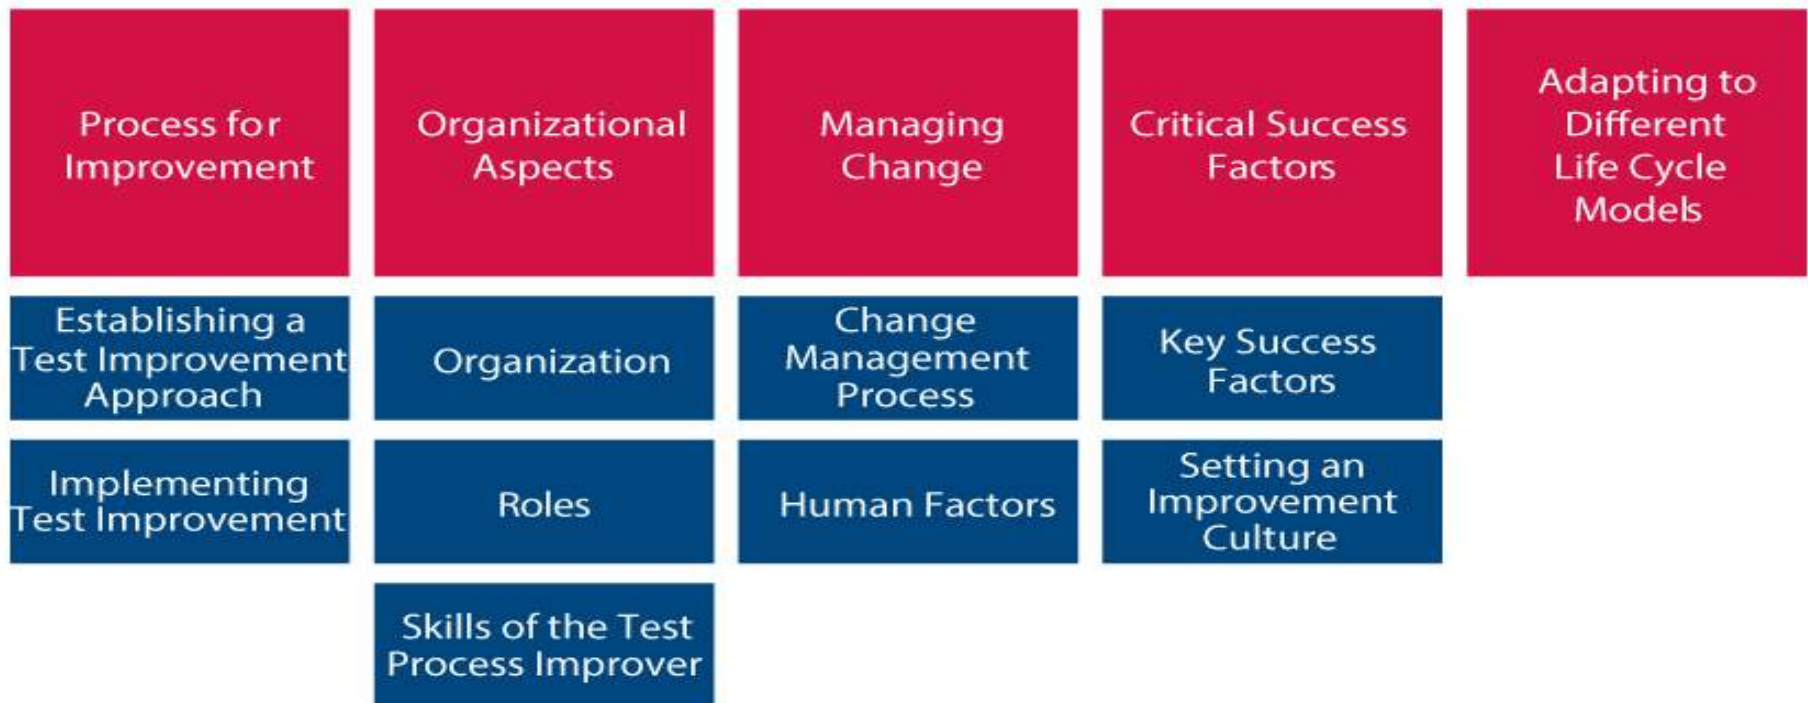 Process for
Improvement
Organizational
Aspects
Managing
Change
Critical Success
Factors
Adapting to
Different
Life Cycle
Models
Establishing a
Test Improvement
Approach
Organization
Change
Management
Process
Key Success
Factors
Implementing
Test Improvement
Roles
Human Factors
Setting an
Improvement
Culture
Skills of the Test
Process Improver